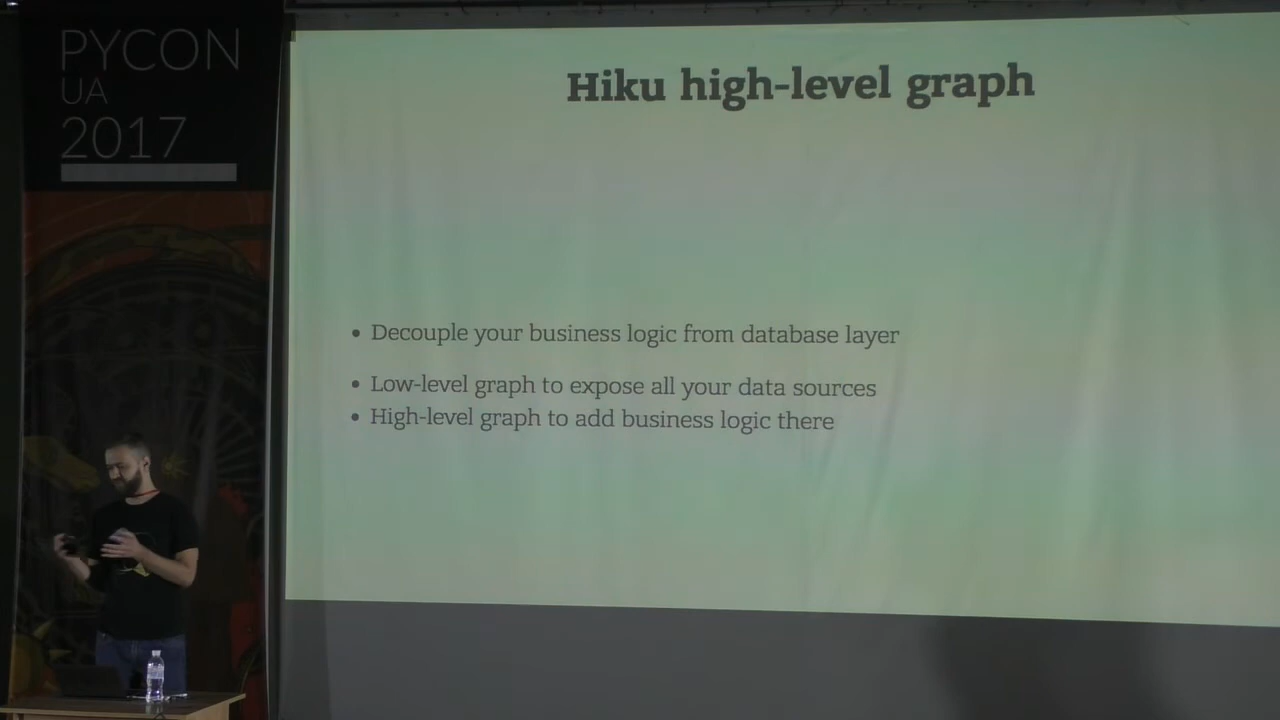 PYCON
UA
2017
Hiku high-level graph
• Decouple your business logic from database layer
• Low-level graph to expose all your data sources
• High-level graph to add business logic there